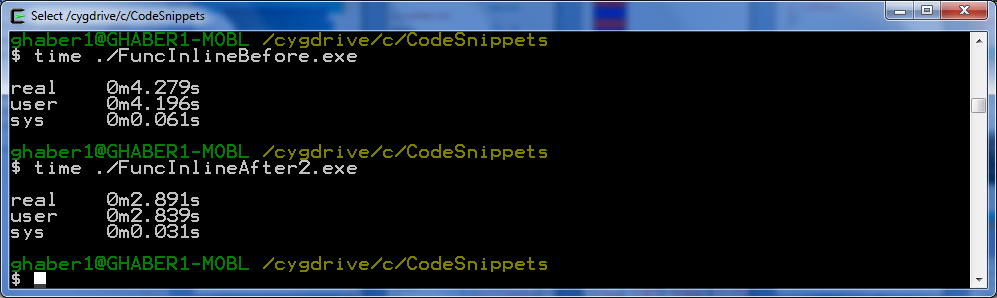 Select /cygdrive/c/CodeSnippets
ghaber1@GHABER1-MOBL /cygdrive/c/CodeSnippets
$ time ./FuncInlineBefore.exe
real 0m4.279s
user 0m4.196s
sys 0m0.061s
ghaber1@GHABER1-MOBL /cygdrive/c/CodeSnippets
$ time ./FuncInlineAfter2.exe
real 0m2.891s
user 0m2.839s
sys 0m0.031s
ghaber1@GHABER1-MOBL /cygdrive/c/CodeSnippets
$